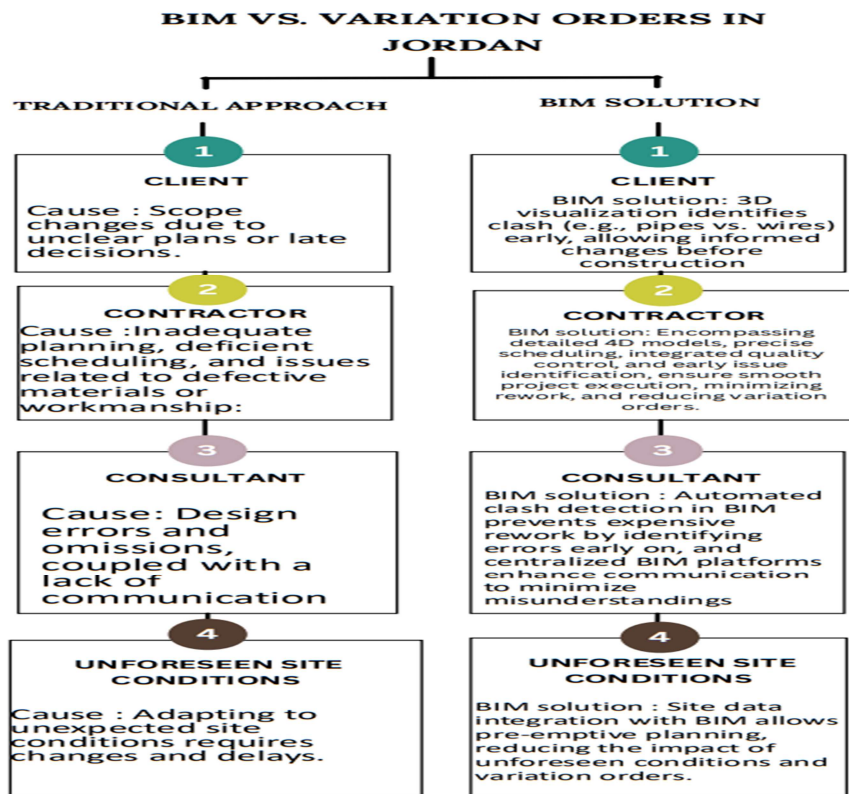 BIM VS. VARIATION ORDERS IN
JORDAN
TRADITIONAL APPROACH
1
CLIENT
Cause : Scope
changes due to
unclear plans or late
decisions.
2
CONTRACTOR
Cause :Inadequate
planning, deficient
scheduling, and issues
related to defective
materials or
workmanship:
3
CONSULTANT
Cause: Design
errors and
omissions,
coupled with a
lack of
communication
4
UNFORESEEN SITE
CONDITIONS
Cause : Adapting to
unexpected site
conditions requires
changes and delays.
BIM SOLUTION
1
CLIENT
BIM solution: 3D
visualization identifies
clash (e.g., pipes vs. wires)
early, allowing informed
changes before
construction
2
CONTRACTOR
BIM solution: Encompassing
detailed 4D models, precise
scheduling, integrated quality
control, and early issue
identification, ensure smooth
project execution, minimizing
rework, and reducing variation
orders.
3
CONSULTANT
BIM solution : Automated
clash detection in BIM
prevents expensive
rework by identifying
errors early on, and
centralized BIM platforms
enhance communication
to minimize
misunderstandings
4
UNFORESEEN SITE
CONDITIONS
BIM solution : Site data
integration with BIM allows
pre-emptive planning,
reducing the impact of
unforeseen conditions and
variation orders.